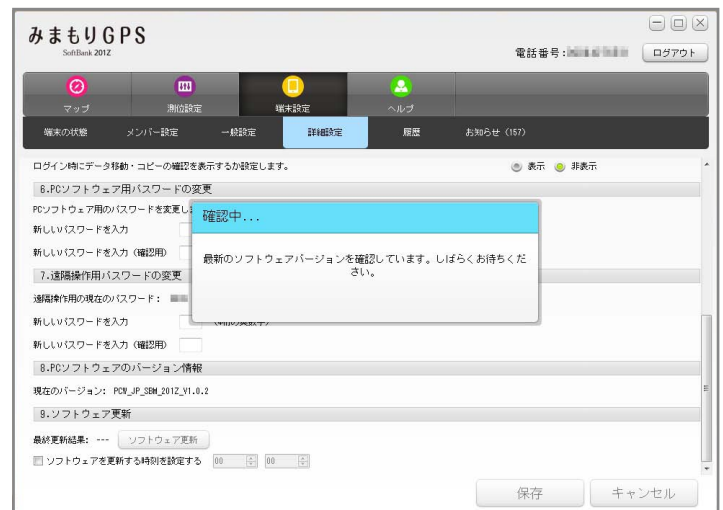 みまもりGPS
SoftBank 201Z
電話番号:
ログアウト
マップ
測位設定
端末設定
ヘルプ
端末の状態
メンバー設定
一般設定
詳細設定
履歴
お知らせ (157)
ログイン時にデータ移動・コピーの確認を表示するか設定します。
表示
非表示
6.PCソフトウェア用パスワードの変更
PCソフトウェア用のパスワードを変更し
新しいパスワードを入力
新しいパスワードを入力(確認用)
確認中...
最新のソフトウェアバージョンを確認しています。しばらくお待ちくだ
さい。
7.遠隔操作用パスワードの変更
遠隔操作用の現在のパスワード:
新しいパスワードを入力
新しいパスワードを入力(確認用)
8.PCソフトウェアのバージョン情報
現在のバージョン: PCW_JP_SBM_201Z_V1.0.2
9.ソフトウェア更新
最終更新結果: ---
ソフトウェア更新
ソフトウェアを更新する時刻を設定する
00
00
保存
キャンセル